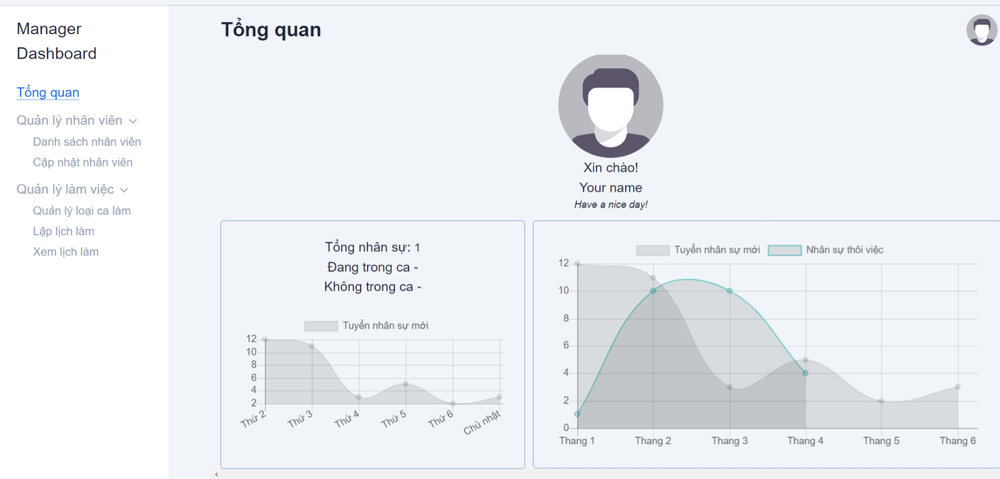 Manager
Dashboard
Tổng quan
Quản lý nhân viên
Danh sách nhân viên
Cập nhật nhân viên
Quản lý làm việc
Quản lý loại ca làm
Lập lịch làm
Xem lịch làm
Tổng quan
Xin chào!
Your name
Have a nice day!
Tổng nhân sự: 1
Đang trong ca -
Không trong ca -
Tuyển nhân sự mới
12
10
8
6
4
2
Thứ 2 Thứ 3 Thứ 4 Thứ 5 Thứ 6 Chủ nhật
Tuyển nhân sự mới Nhân sự thôi việc
12
10
8
6
4
2
0
Thang 1 Thang 2 Thang 3 Thang 4 Thang 5 Thang 6